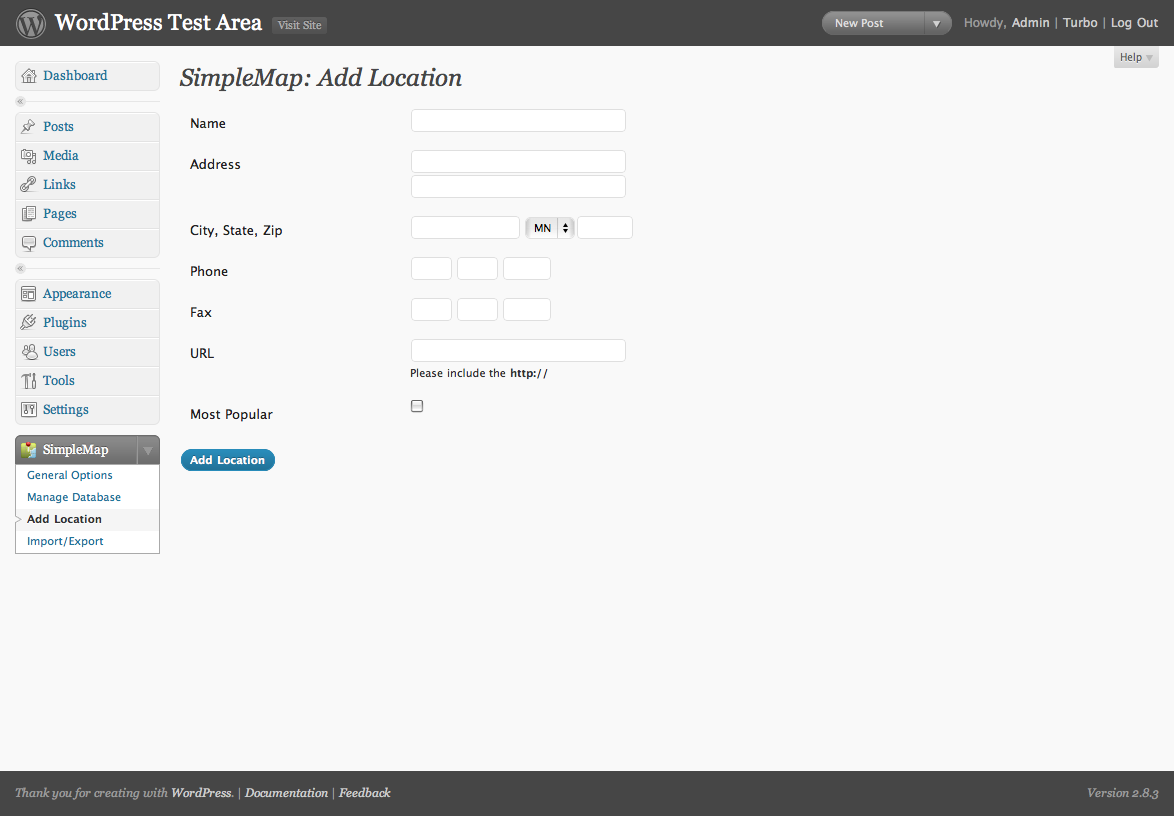 WordPress Test Area Visit Site New Post Howdy, Admin | Turbo | Log Out
Help
Dashboard
Posts
Media
Links
Pages
Comments
Appearance
Plugins
Users
Tools
Settings
SimpleMap
General Options
Manage Database
Add Location
Import/Export
SimpleMap: Add Location
Name
Address
City, State, Zip MN
Phone
Fax
URL
Please include the http://
Most Popular
Add Location
Thank you for creating with WordPress. | Documentation | Feedback Version 2.8.3